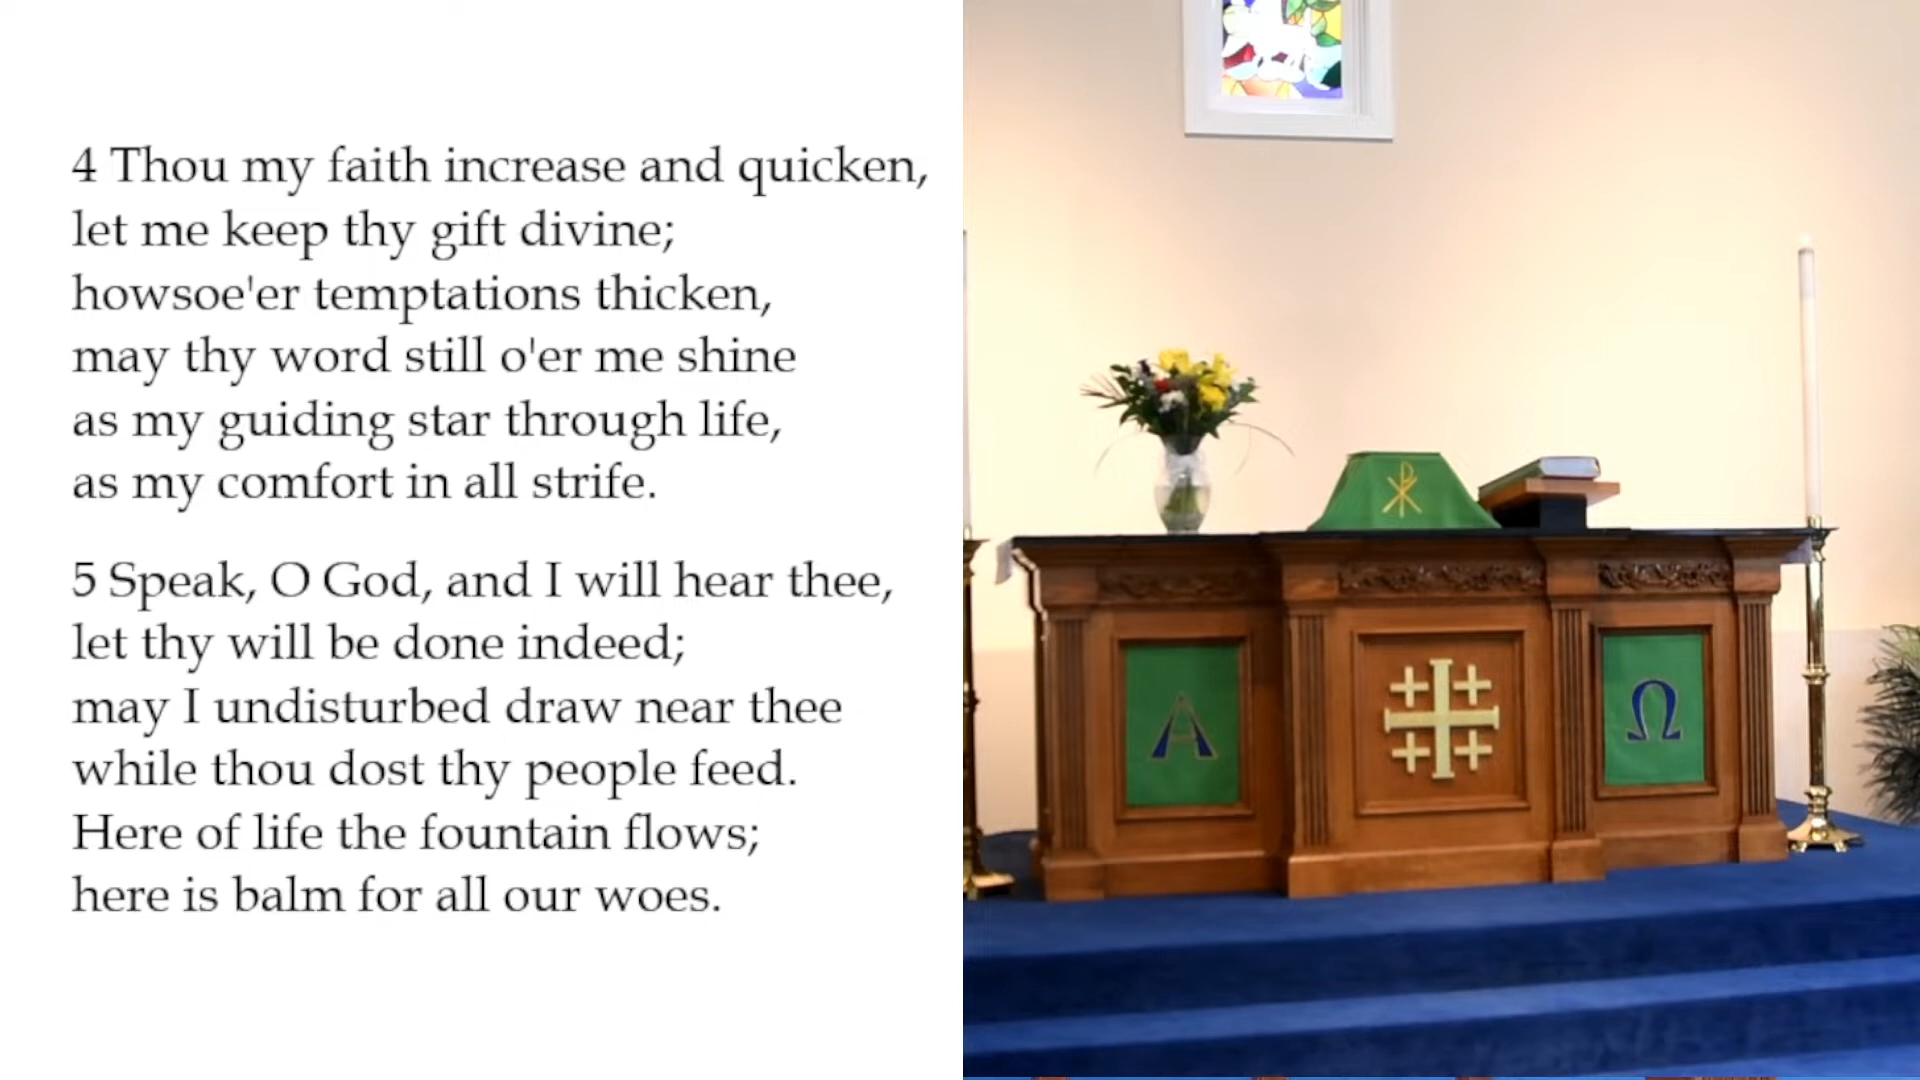 4 Thou my faith increase and quicken,
let me keep thy gift divine;
howsoe'er temptations thicken,
may thy word still o'er me shine
as my guiding star through life,
as my comfort in all strife.
5 Speak, O God, and I will hear thee,
let thy will be done indeed;
may I undisturbed draw near thee
while thou dost thy people feed.
Here of life the fountain flows;
here is balm for all our woes.
Α
Ω